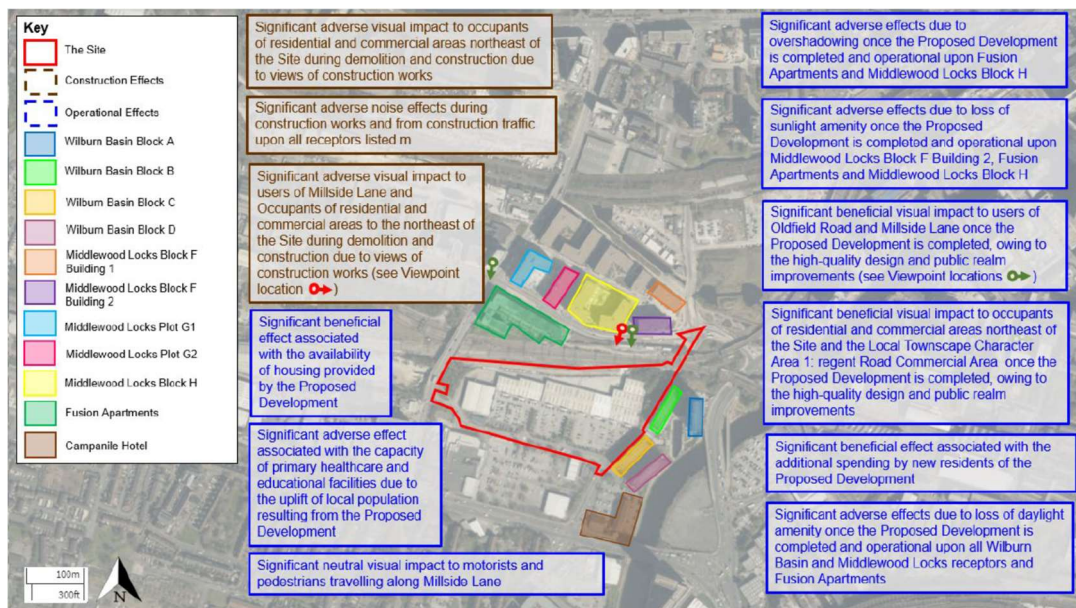 Key
The Site
Construction Effects
Operational Effects
Wilburn Basin Block A
Wilburn Basin Block B
Wilburn Basin Block C
Wilburn Basin Block D
Middlewood Locks Block F
Building 1
Middlewood Locks Block F
Building 2
Middlewood Locks Plot G1
Middlewood Locks Plot G2
Middlewood Locks Block H
Fusion Apartments
Campanile Hotel
100m
300ft
N
Significant adverse visual impact to occupants
of residential and commercial areas northeast of
the Site during demolition and construction due
to views of construction works
Significant adverse noise effects during
construction works and from construction traffic
upon all receptors listed m
Significant adverse visual impact to
users of Millside Lane and
Occupants of residential and
commercial areas to the northeast of
the Site during demolition and
construction due to views of
construction works (see Viewpoint
location )
Significant beneficial
effect associated with
the availability
of housing provided
by the Proposed
Development
Significant adverse effect
associated with the capacity
of primary healthcare and
educational facilities due to
the uplift of local population
resulting from the Proposed
Development
Significant neutral visual impact to motorists and
pedestrians travelling along Millside Lane
Significant adverse effects due to
overshadowing once the Proposed Development
is completed and operational upon Fusion
Apartments and Middlewood Locks Block H
Significant adverse effects due to loss of
sunlight amenity once the Proposed
Development is completed and operational upon
Middlewood Locks Block F Building 2, Fusion
Apartments and Middlewood Locks Block H
Significant beneficial visual impact to users of
Oldfield Road and Millside Lane once the
Proposed Development is completed, owing to
the high-quality design and public realm
improvements (see Viewpoint locations )
Significant beneficial visual impact to occupants
of residential and commercial areas northeast of
the Site and the Local Townscape Character
Area 1: regent Road Commercial Area once the
Proposed Development is completed, owing to
the high-quality design and public realm
improvements
Significant beneficial effect associated with the
additional spending by new residents of the
Proposed Development
Significant adverse effects due to loss of daylight
amenity once the Proposed Development is
completed and operational upon all Wilburn
Basin and Middlewood Locks receptors and
Fusion Apartments